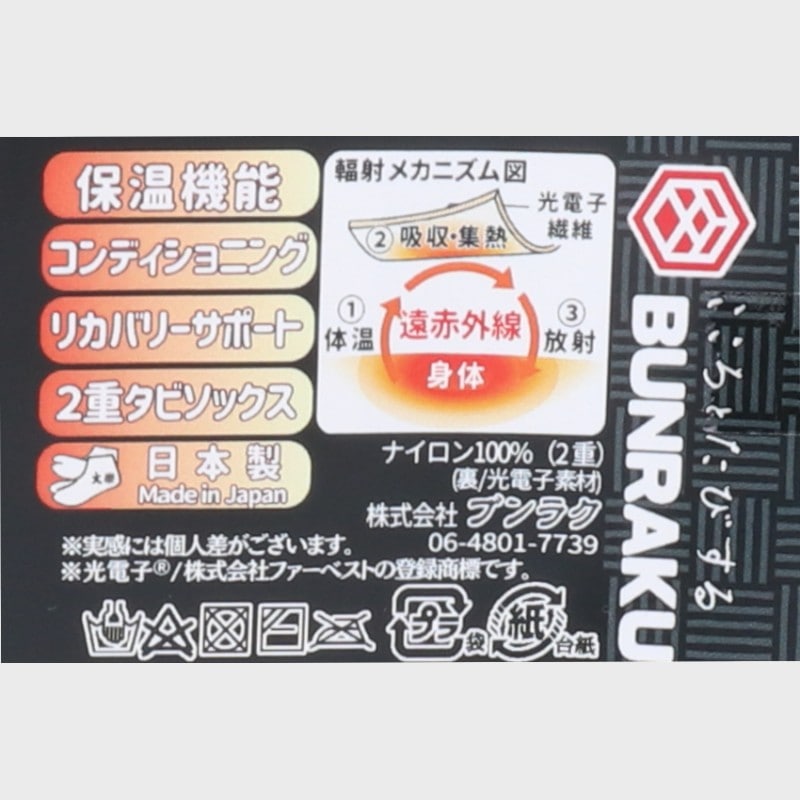 保温機能
コンディショニング
リカバリーサポート
2重タビソックス
日本製
Made in Japan
輻射メカニズム図
光電子
繊維
②吸収・集熱
①
体温
遠赤外線
③
放射
身体
ナイロン100%（2重）
(裏/光電子素材)
株式会社 ブンラク
06-4801-7739
※実感には個人差がございます。
※光電子®/株式会社ファーベストの登録商標です。
プラ
袋
紙
台紙
BUNRAKU